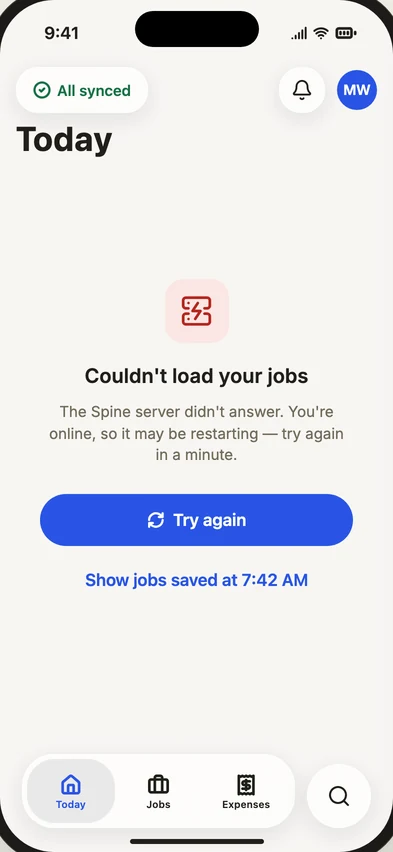 9:41
All synced
MW
Today
Couldn't load your jobs
The Spine server didn't answer. You're
online, so it may be restarting — try again
in a minute.
Try again
Show jobs saved at 7:42 AM
Today
Jobs
Expenses